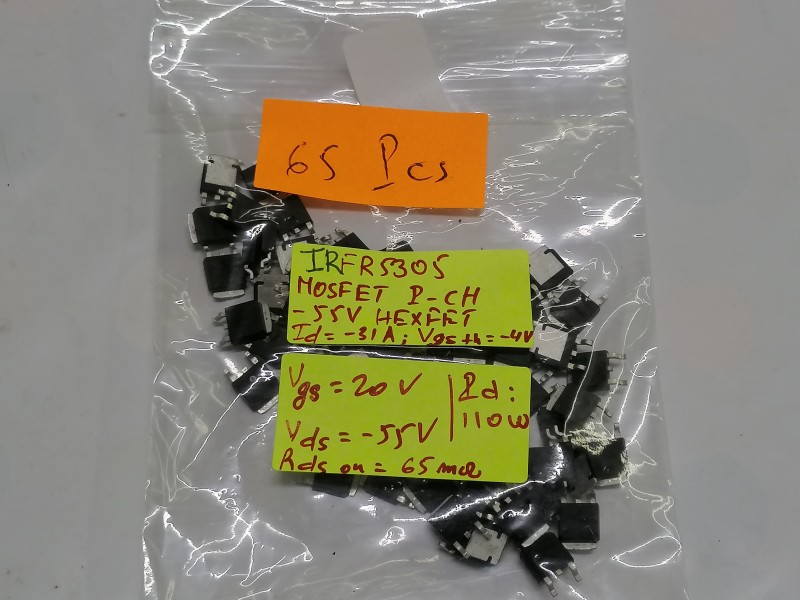 65 Pcs
IRFR5305
MOSFET P-CH
-55V HEXFET
Id = -31A ; Vgs th = -4V
Vgs = 20 V | Pd :
110W
Vds = -55V
Rds on = 65 mΩ